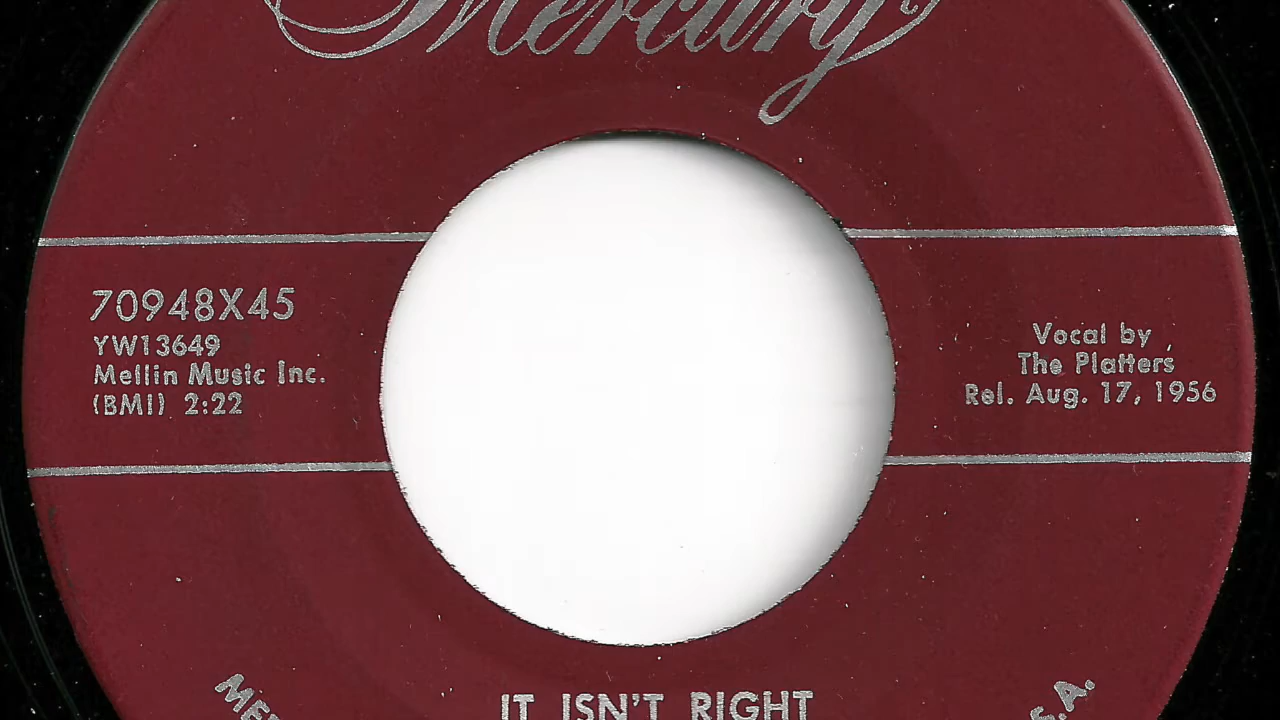 Mercury
70948X45
YW13649
Mellin Music Inc.
(BMI) 2:22
Vocal by
The Platters
Rel. Aug. 17, 1956
IT ISN'T RIGHT